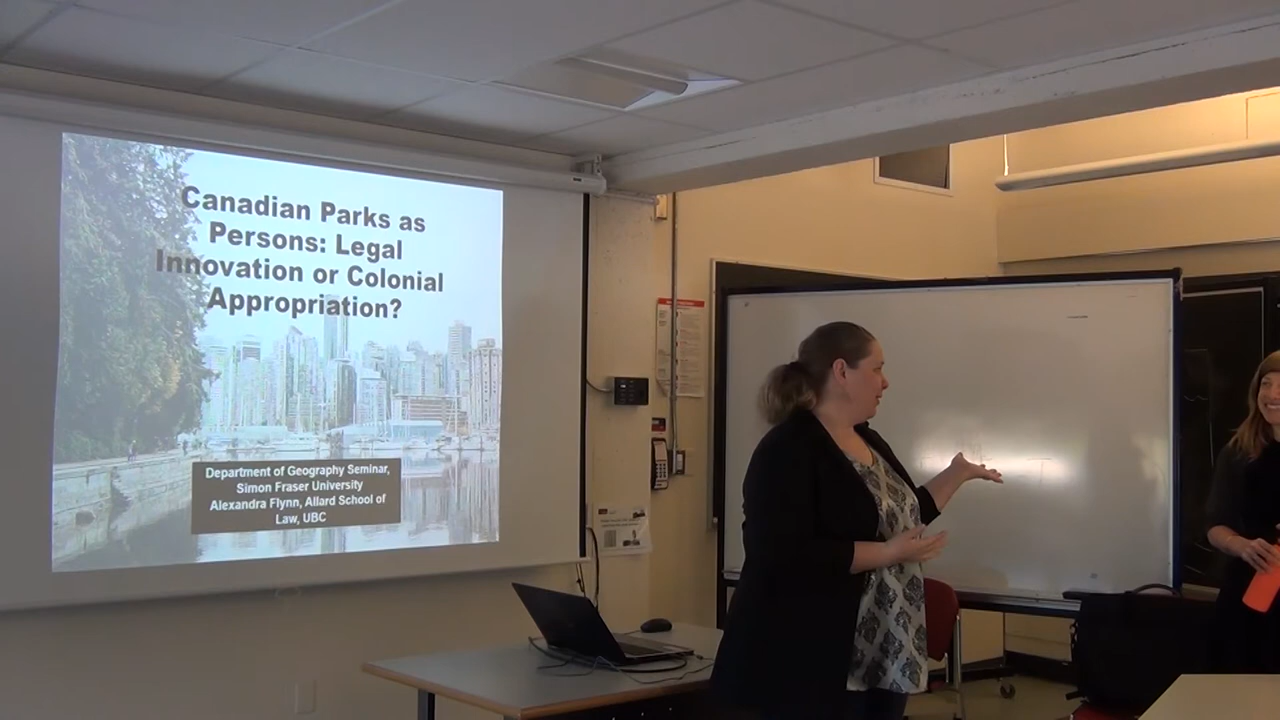 Canadian Parks as
Persons: Legal
Innovation or Colonial
Appropriation?
Department of Geography Seminar,
Simon Fraser University
Alexandra Flynn, Allard School of
Law, UBC